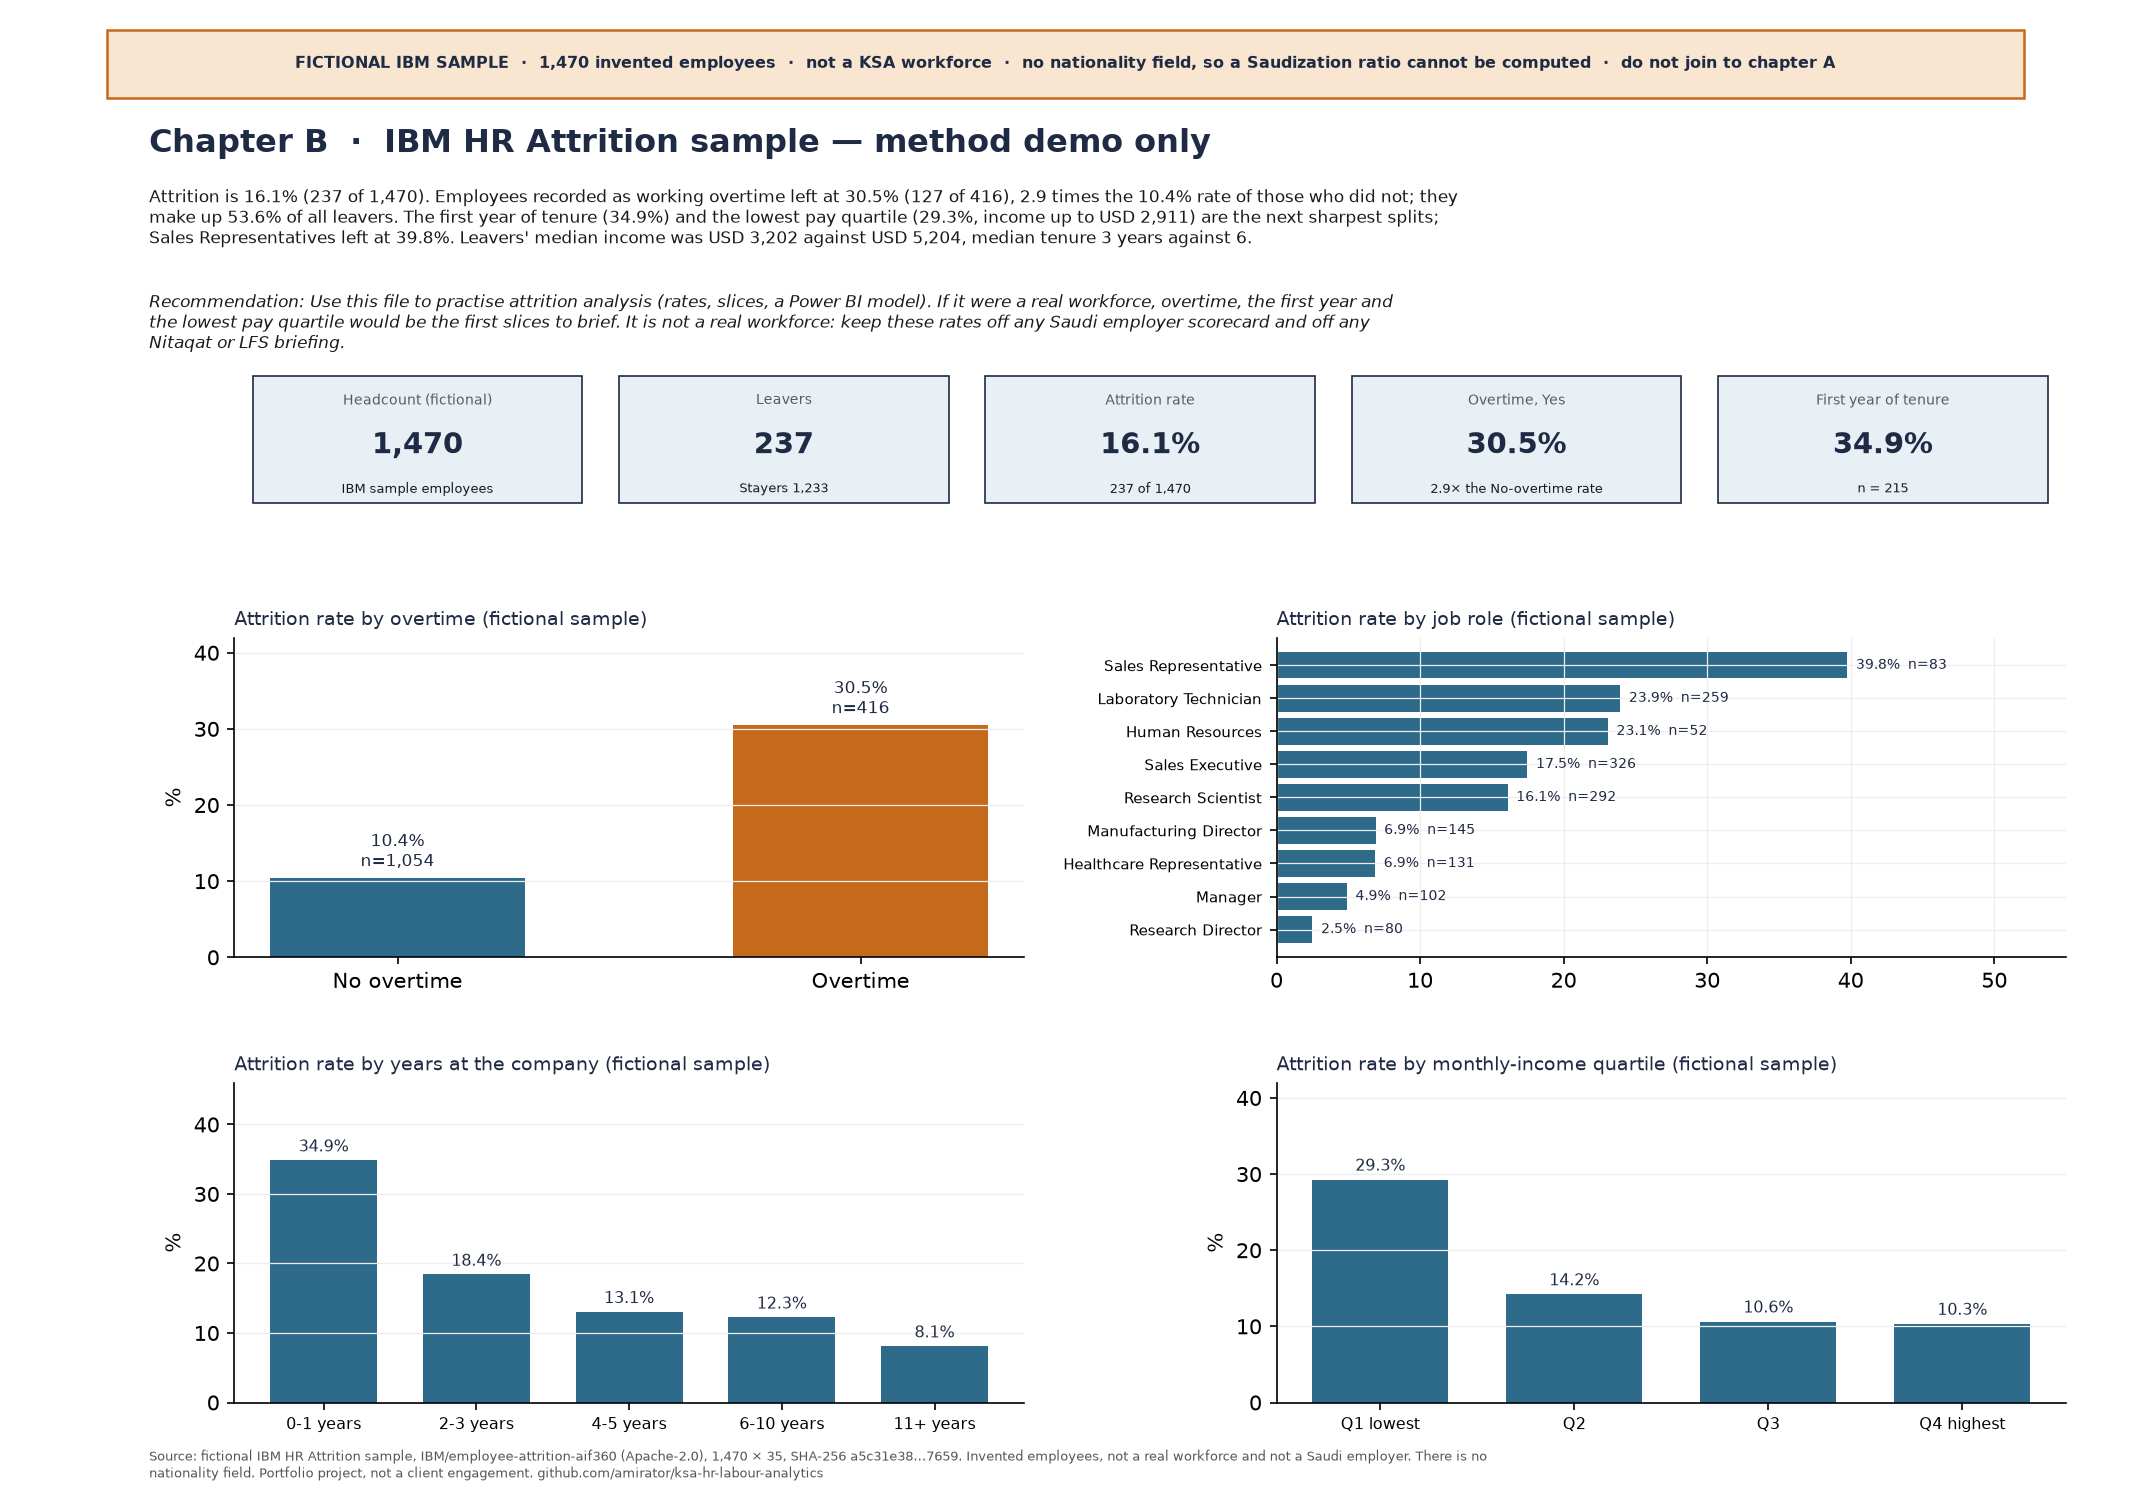 FICTIONAL IBM SAMPLE · 1,470 invented employees · not a KSA workforce · no nationality field, so a Saudization ratio cannot be computed · do not join to chapter A
Chapter B · IBM HR Attrition sample — method demo only
Attrition is 16.1% (237 of 1,470). Employees recorded as working overtime left at 30.5% (127 of 416), 2.9 times the 10.4% rate of those who did not; they
make up 53.6% of all leavers. The first year of tenure (34.9%) and the lowest pay quartile (29.3%, income up to USD 2,911) are the next sharpest splits;
Sales Representatives left at 39.8%. Leavers' median income was USD 3,202 against USD 5,204, median tenure 3 years against 6.
Recommendation: Use this file to practise attrition analysis (rates, slices, a Power BI model). If it were a real workforce, overtime, the first year and
the lowest pay quartile would be the first slices to brief. It is not a real workforce: keep these rates off any Saudi employer scorecard and off any
Nitaqat or LFS briefing.
Headcount (fictional)
1,470
IBM sample employees
Leavers
237
Stayers 1,233
Attrition rate
16.1%
237 of 1,470
Overtime, Yes
30.5%
2.9× the No-overtime rate
First year of tenure
34.9%
n = 215
Attrition rate by overtime (fictional sample)
%
40
30
20
10
0
10.4%
n=1,054
30.5%
n=416
No overtime
Overtime
Attrition rate by job role (fictional sample)
Sales Representative 39.8% n=83
Laboratory Technician 23.9% n=259
Human Resources 23.1% n=52
Sales Executive 17.5% n=326
Research Scientist 16.1% n=292
Manufacturing Director 6.9% n=145
Healthcare Representative 6.9% n=131
Manager 4.9% n=102
Research Director 2.5% n=80
0 10 20 30 40 50
Attrition rate by years at the company (fictional sample)
%
40
30
20
10
0
34.9%
18.4%
13.1%
12.3%
8.1%
0-1 years
2-3 years
4-5 years
6-10 years
11+ years
Attrition rate by monthly-income quartile (fictional sample)
%
40
30
20
10
0
29.3%
14.2%
10.6%
10.3%
Q1 lowest
Q2
Q3
Q4 highest
Source: fictional IBM HR Attrition sample, IBM/employee-attrition-aif360 (Apache-2.0), 1,470 × 35, SHA-256 a5c31e38…7659. Invented employees, not a real workforce and not a Saudi employer. There is no
nationality field. Portfolio project, not a client engagement. github.com/amirator/ksa-hr-labour-analytics